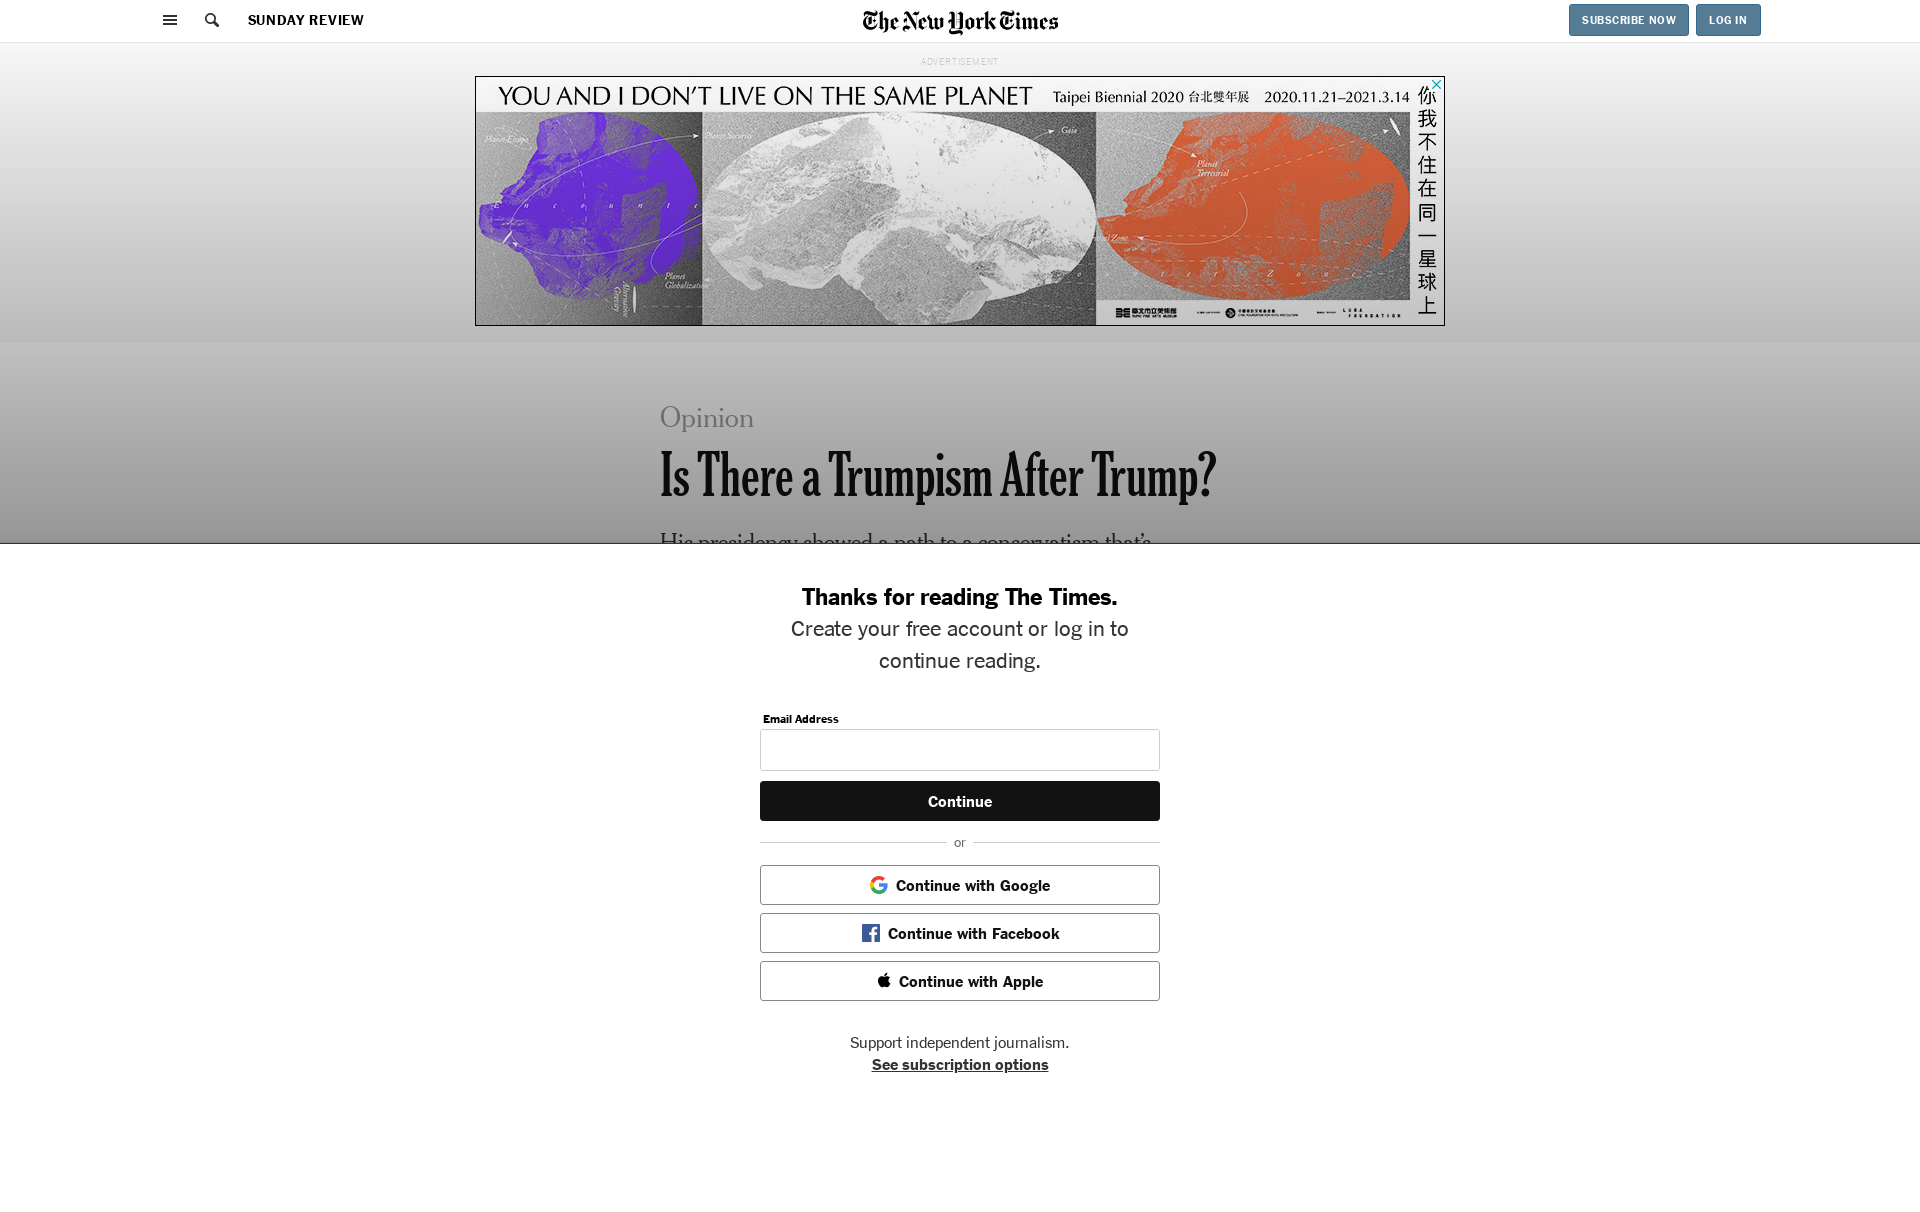 SUNDAY REVIEW
The New York Times
SUBSCRIBE NOW
LOG IN
ADVERTISEMENT
YOU AND I DON'T LIVE ON THE SAME PLANET
Taipei Biennial 2020 台北雙年展
2020.11.21–2021.3.14
你我不住在同一星球上
Planet Escape
Planet Security
Gaia
Planet
Terrestrial
Planet
Globalization
Alternative
Gravity
Opinion
Is There a Trumpism After Trump?
His presidency showed a path to a conservatism that's
Thanks for reading The Times.
Create your free account or log in to
continue reading.
Email Address
Continue
or
Continue with Google
Continue with Facebook
Continue with Apple
Support independent journalism.
See subscription options